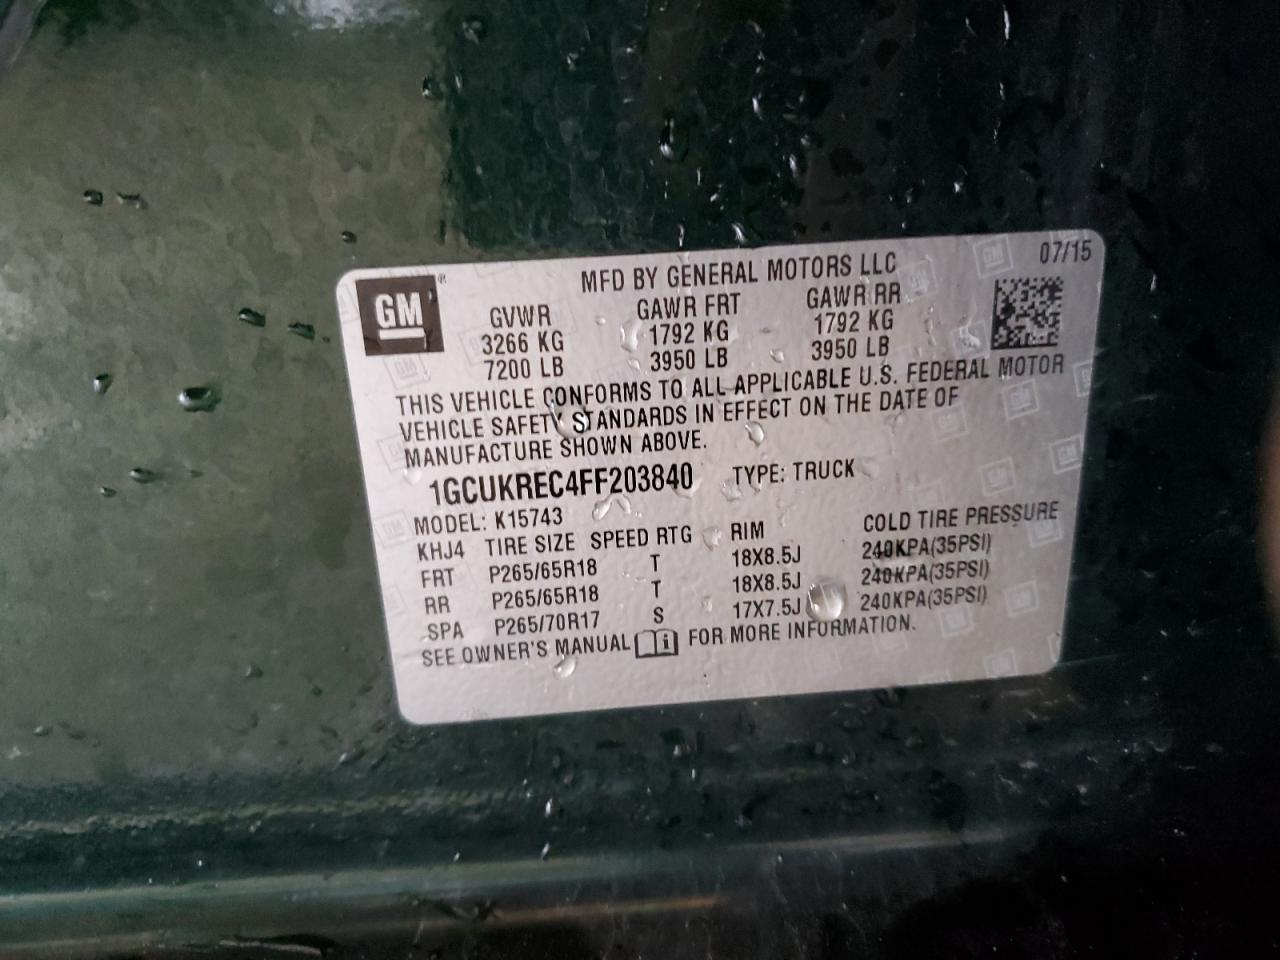 GM®
MFD BY GENERAL MOTORS LLC 07/15
GVWR GAWR FRT GAWR RR
3266 KG 1792 KG 1792 KG
7200 LB 3950 LB 3950 LB
THIS VEHICLE CONFORMS TO ALL APPLICABLE U.S. FEDERAL MOTOR
VEHICLE SAFETY STANDARDS IN EFFECT ON THE DATE OF
MANUFACTURE SHOWN ABOVE.
1GCUKREC4FF203840 TYPE: TRUCK
MODEL: K15743
KHJ4 TIRE SIZE SPEED RTG RIM COLD TIRE PRESSURE
FRT P265/65R18 T 18X8.5J 240KPA(35PSI)
RR P265/65R18 T 18X8.5J 240KPA(35PSI)
SPA P265/70R17 S 17X7.5J 240KPA(35PSI)
SEE OWNER'S MANUAL i FOR MORE INFORMATION.